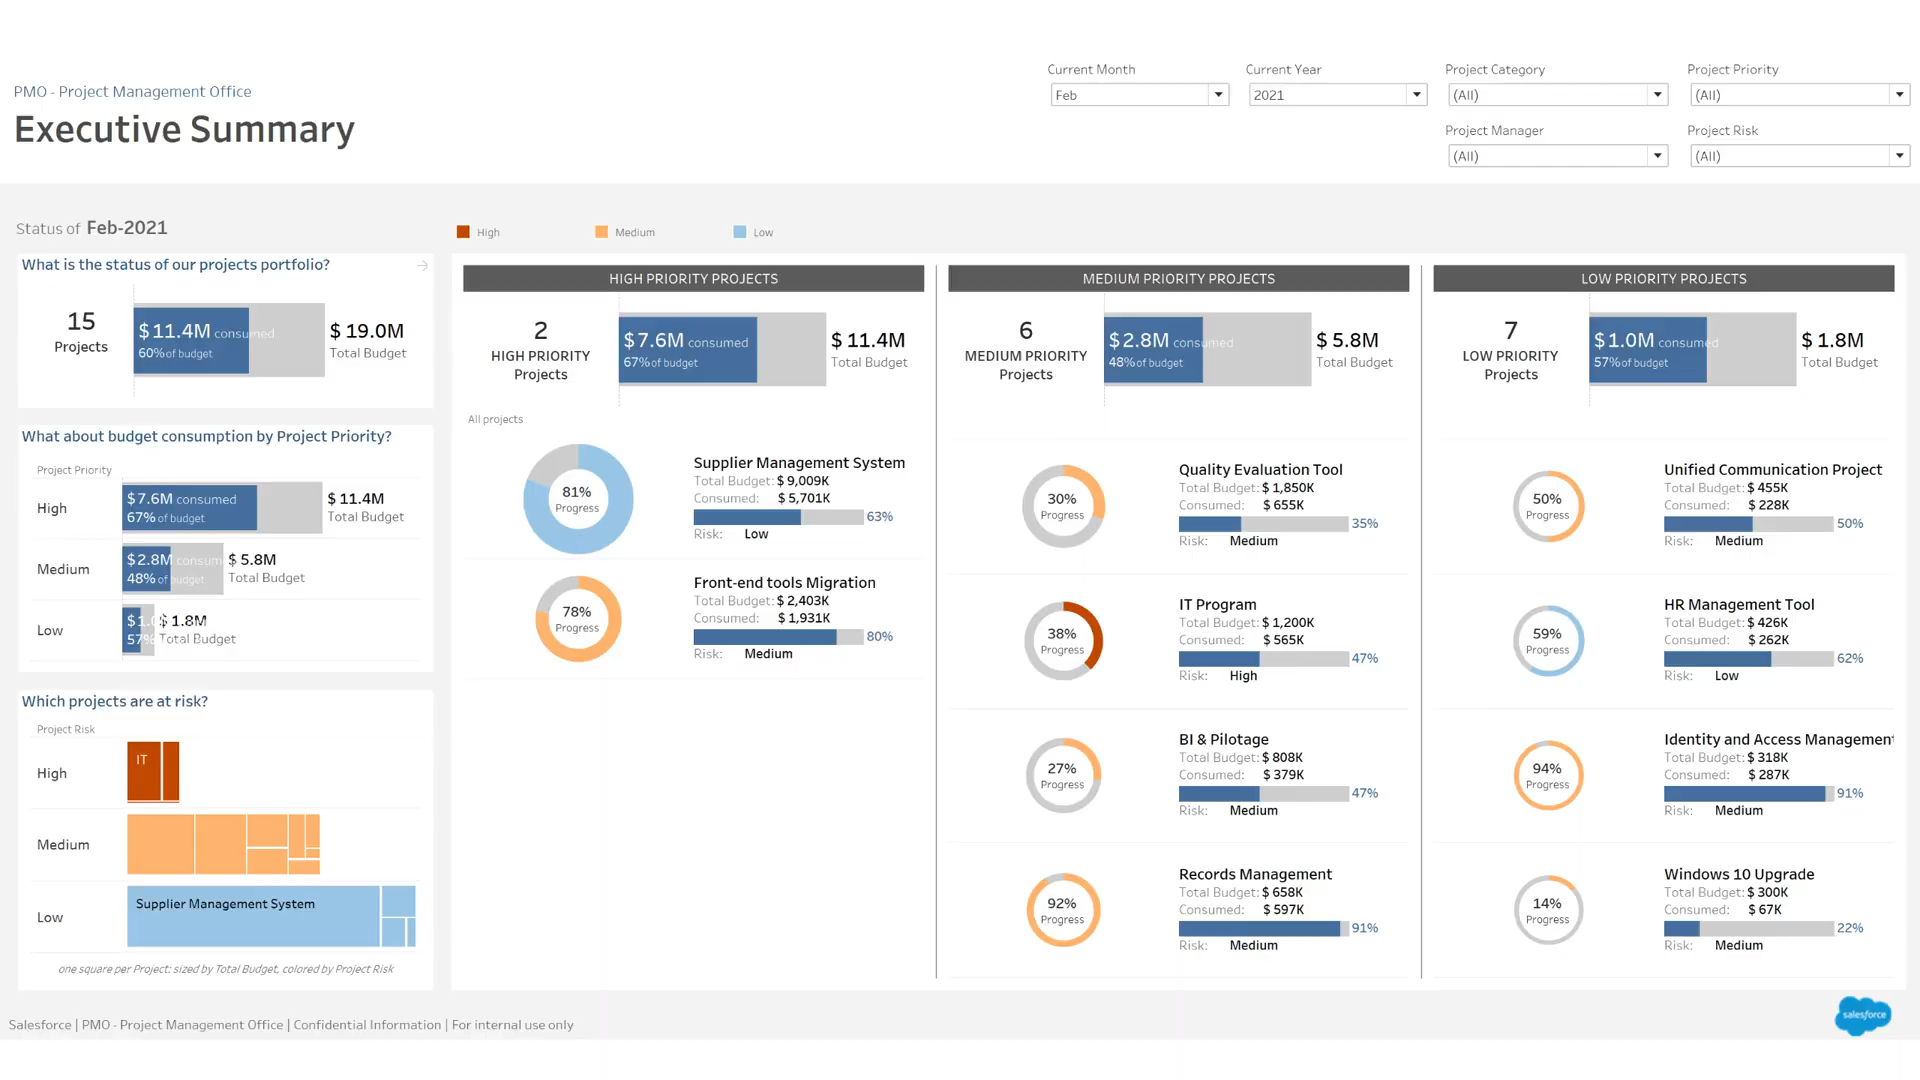 PMO - Project Management Office
Executive Summary
Current Month
Feb
Current Year
2021
Project Category
(All)
Project Priority
(All)
Project Manager
(All)
Project Risk
(All)
Status of Feb-2021
High
Medium
Low
What is the status of our projects portfolio?
15
Projects
$ 11.4M consumed
60% of budget
$ 19.0M
Total Budget
What about budget consumption by Project Priority?
Project Priority
High
$ 7.6M consumed
67% of budget
$ 11.4M
Total Budget
Medium
$ 2.8M consum
48% of budget
$ 5.8M
Total Budget
Low
$ 1.0
57%
$ 1.8M
Total Budget
Which projects are at risk?
Project Risk
High
IT
Medium
Low
Supplier Management System
one square per Project: sized by Total Budget, colored by Project Risk
HIGH PRIORITY PROJECTS
2
HIGH PRIORITY
Projects
$ 7.6M consumed
67% of budget
$ 11.4M
Total Budget
All projects
81%
Progress
Supplier Management System
Total Budget: $ 9,009K
Consumed: $ 5,701K
63%
Risk: Low
78%
Progress
Front-end tools Migration
Total Budget: $ 2,403K
Consumed: $ 1,931K
80%
Risk: Medium
MEDIUM PRIORITY PROJECTS
6
MEDIUM PRIORITY
Projects
$ 2.8M consumed
48% of budget
$ 5.8M
Total Budget
30%
Progress
Quality Evaluation Tool
Total Budget: $ 1,850K
Consumed: $ 655K
35%
Risk: Medium
38%
Progress
IT Program
Total Budget: $ 1,200K
Consumed: $ 565K
47%
Risk: High
27%
Progress
BI & Pilotage
Total Budget: $ 808K
Consumed: $ 379K
47%
Risk: Medium
92%
Progress
Records Management
Total Budget: $ 658K
Consumed: $ 597K
91%
Risk: Medium
LOW PRIORITY PROJECTS
7
LOW PRIORITY
Projects
$ 1.0M consumed
57% of budget
$ 1.8M
Total Budget
50%
Progress
Unified Communication Project
Total Budget: $ 455K
Consumed: $ 228K
50%
Risk: Medium
59%
Progress
HR Management Tool
Total Budget: $ 426K
Consumed: $ 262K
62%
Risk: Low
94%
Progress
Identity and Access Management
Total Budget: $ 318K
Consumed: $ 287K
91%
Risk: Medium
14%
Progress
Windows 10 Upgrade
Total Budget: $ 300K
Consumed: $ 67K
22%
Risk: Medium
Salesforce | PMO - Project Management Office | Confidential Information | For internal use only
salesforce